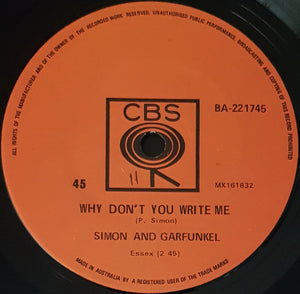 ALL RIGHTS OF THE MANUFACTURER AND OF THE OWNER OF THE RECORDED WORK RESERVED. UNAUTHORISED PUBLIC PERFORMANCE, BROADCASTING AND COPYING OF THIS RECORD PROHIBITED
CBS
BA-221745
45
MX161832
WHY DON'T YOU WRITE ME
(P. Simon)
SIMON AND GARFUNKEL
Essex (2 45)
MADE IN AUSTRALIA BY A REGISTERED USER OF THE TRADE MARKS